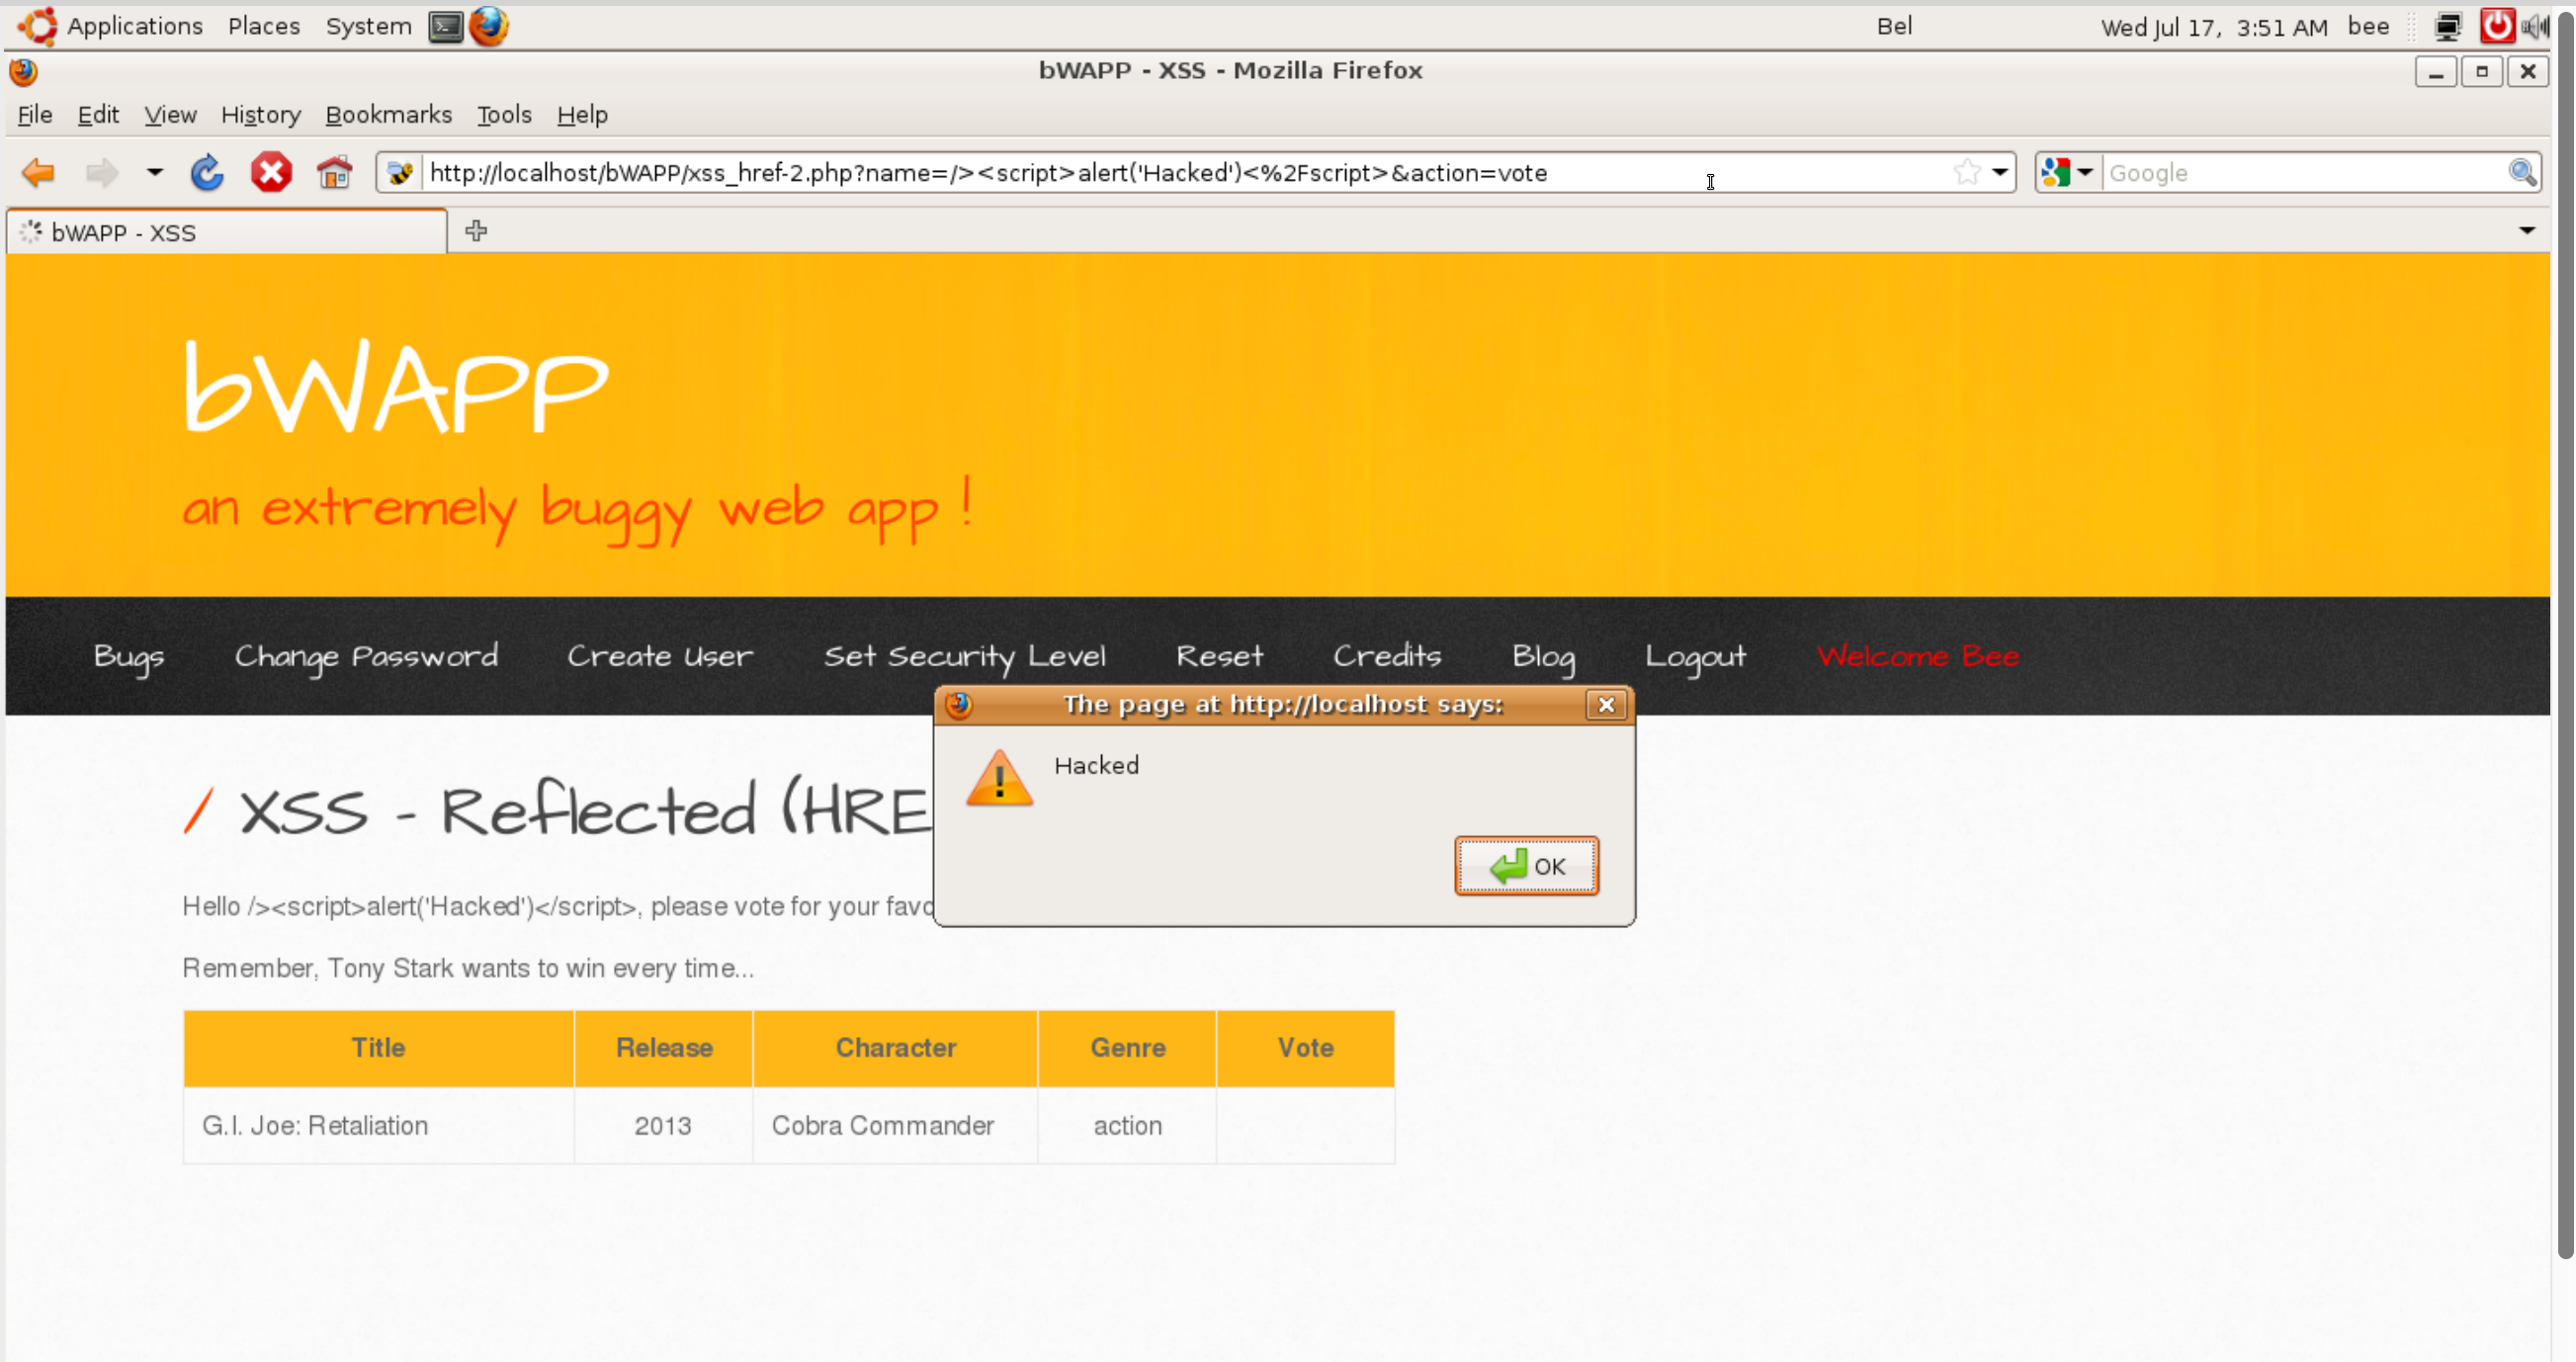 Applications Places System Bel Wed Jul 17, 3:51 AM bee
bWAPP - XSS - Mozilla Firefox
File Edit View History Bookmarks Tools Help
http://localhost/bWAPP/xss_href-2.php?name=/><script>alert('Hacked')<%2Fscript>&action=vote Google
bWAPP - XSS
bWAPP
an extremely buggy web app !
Bugs Change Password Create User Set Security Level Reset Credits Blog Logout Welcome Bee
The page at http://localhost says:
Hacked
OK
/ XSS - Reflected (HRE
Hello /><script>alert('Hacked')</script>, please vote for your favo
Remember, Tony Stark wants to win every time...
Title Release Character Genre Vote
G.I. Joe: Retaliation 2013 Cobra Commander action